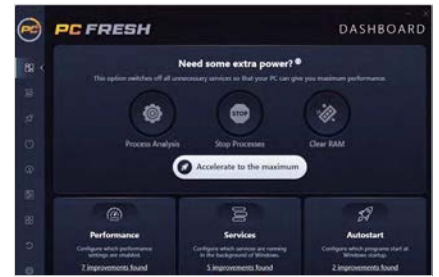 PC
PC FRESH
DASHBOARD
Need some extra power?
This option switches off all unnecessary services so that your PC can give you maximum performance.
STOP
Process Analysis
Stop Processes
Clear RAM
Accelerate to the maximum
Performance
Configure which performance
settings are enabled.
7 improvements found
Services
Configure which services are running
in the background of Windows.
5 improvements found
Autostart
Configure which programs start at
Windows startup.
2 improvements found